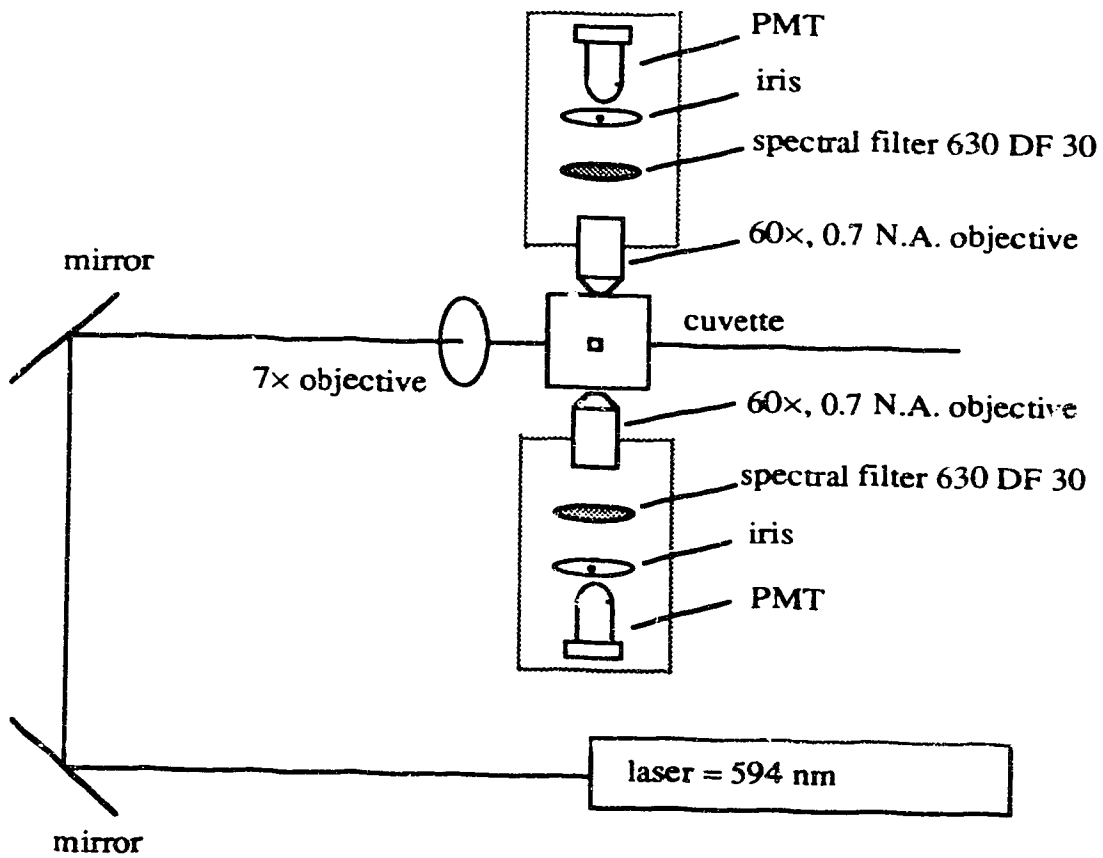 PMT
iris
spectral filter 630 DF 30
60×, 0.7 N.A. objective
mirror
cuvette
7× objective
60×, 0.7 N.A. objective
spectral filter 630 DF 30
iris
PMT
laser = 594 nm
mirror